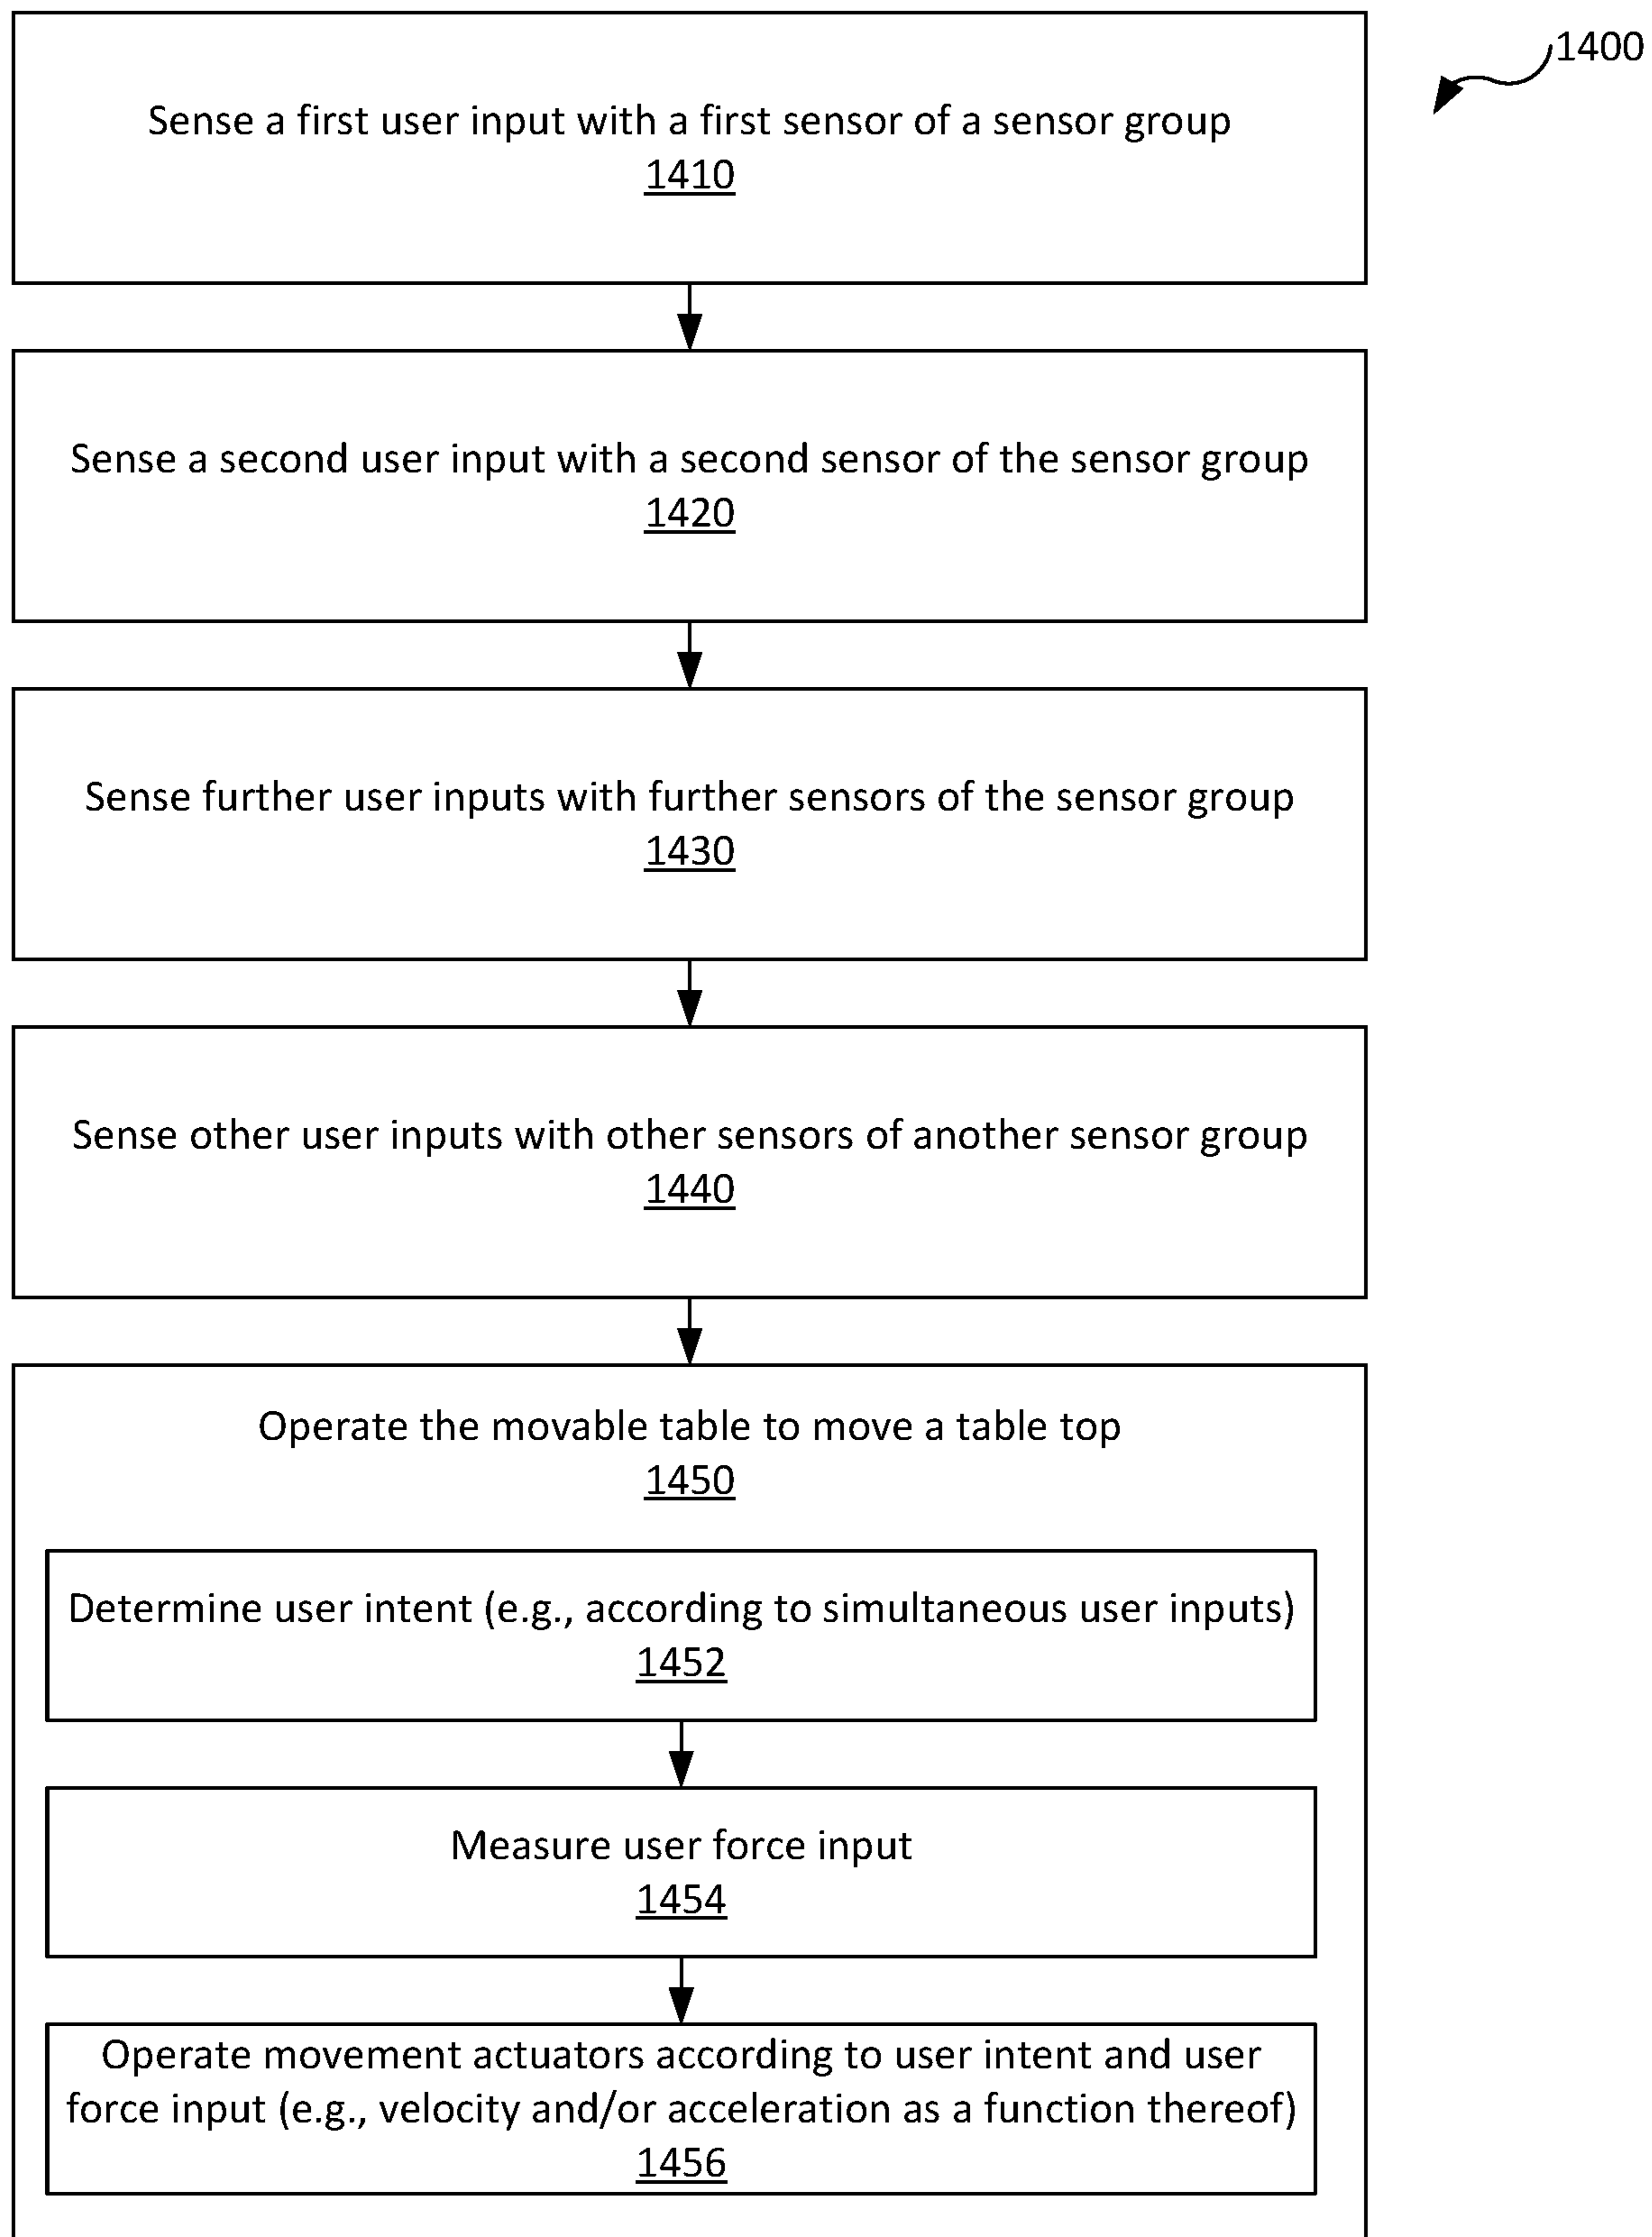 1400
Sense a first user input with a first sensor of a sensor group
1410
Sense a second user input with a second sensor of the sensor group
1420
Sense further user inputs with further sensors of the sensor group
1430
Sense other user inputs with other sensors of another sensor group
1440
Operate the movable table to move a table top
1450
Determine user intent (e.g., according to simultaneous user inputs)
1452
Measure user force input
1454
Operate movement actuators according to user intent and user
force input (e.g., velocity and/or acceleration as a function thereof)
1456